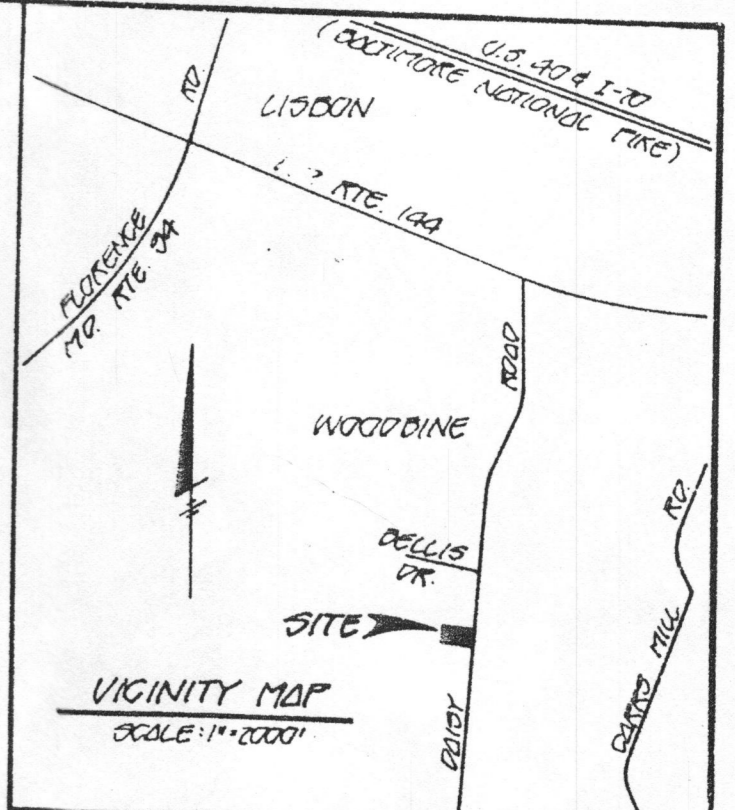 U.S. 40 & I-70
(BALTIMORE NATIONAL PIKE)
RD.
LISBON
RTE. 144
FLORENCE
MD. RTE. 94
ROAD
WOODBINE
RD.
BELLIS
DR.
SITE
PARRS MILL
DAISY
VICINITY MAP
SCALE: 1"=2000'